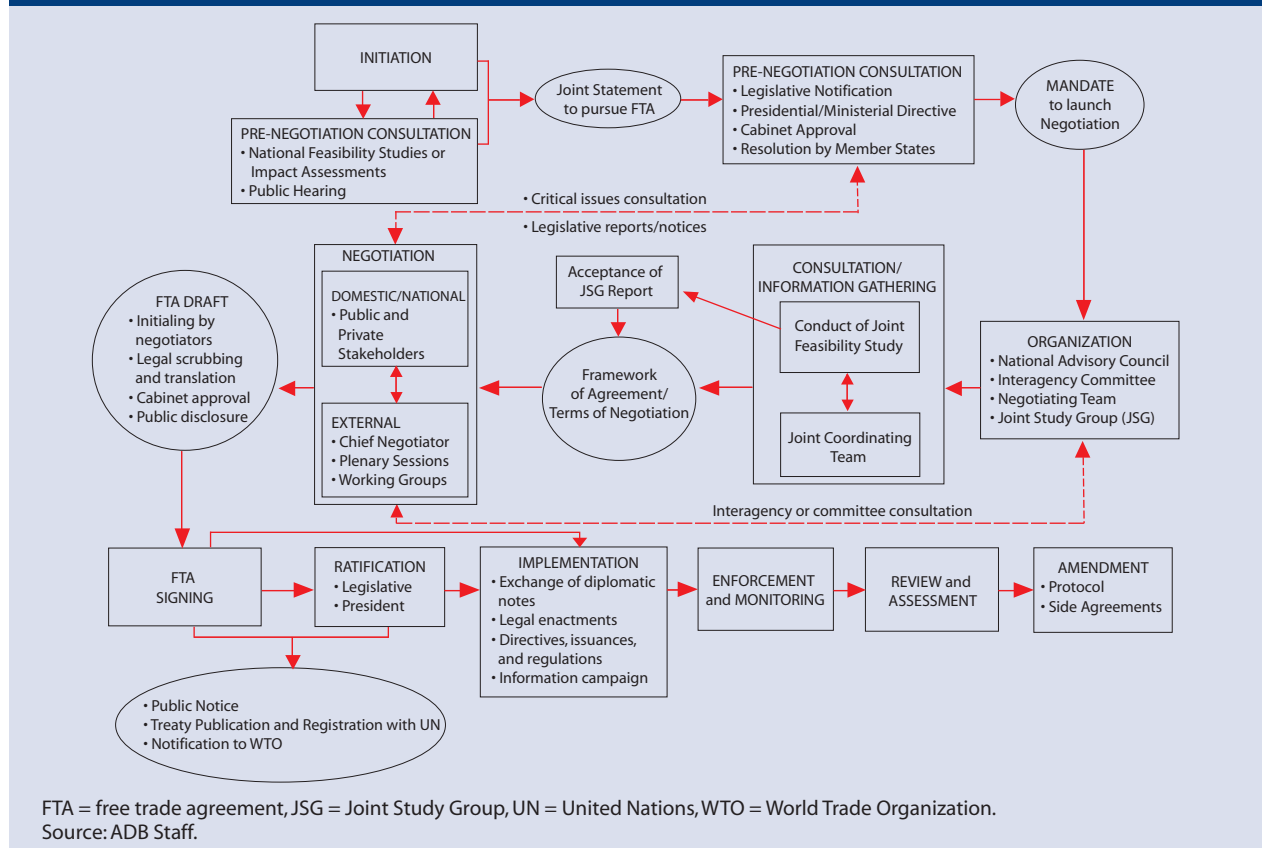 INITIATION
PRE-NEGOTIATION CONSULTATION
• National Feasibility Studies or
Impact Assessments
• Public Hearing
Joint Statement
to pursue FTA
PRE-NEGOTIATION CONSULTATION
• Legislative Notification
• Presidential/Ministerial Directive
• Cabinet Approval
• Resolution by Member States
MANDATE
to launch
Negotiation
• Critical issues consultation
• Legislative reports/notices
ORGANIZATION
• National Advisory Council
• Interagency Committee
• Negotiating Team
• Joint Study Group (JSG)
CONSULTATION/
INFORMATION GATHERING
Conduct of Joint
Feasibility Study
Joint Coordinating
Team
Acceptance of
JSG Report
Framework
of Agreement/
Terms of Negotiation
NEGOTIATION
DOMESTIC/NATIONAL
• Public and
Private
Stakeholders
EXTERNAL
• Chief Negotiator
• Plenary Sessions
• Working Groups
Interagency or committee consultation
FTA DRAFT
• Initialing by
negotiators
• Legal scrubbing
and translation
• Cabinet approval
• Public disclosure
FTA
SIGNING
RATIFICATION
• Legislative
• President
IMPLEMENTATION
• Exchange of diplomatic
notes
• Legal enactments
• Directives, issuances,
and regulations
• Information campaign
ENFORCEMENT
and MONITORING
REVIEW and
ASSESSMENT
AMENDMENT
• Protocol
• Side Agreements
• Public Notice
• Treaty Publication and Registration with UN
• Notification to WTO
FTA = free trade agreement, JSG = Joint Study Group, UN = United Nations, WTO = World Trade Organization.
Source: ADB Staff.